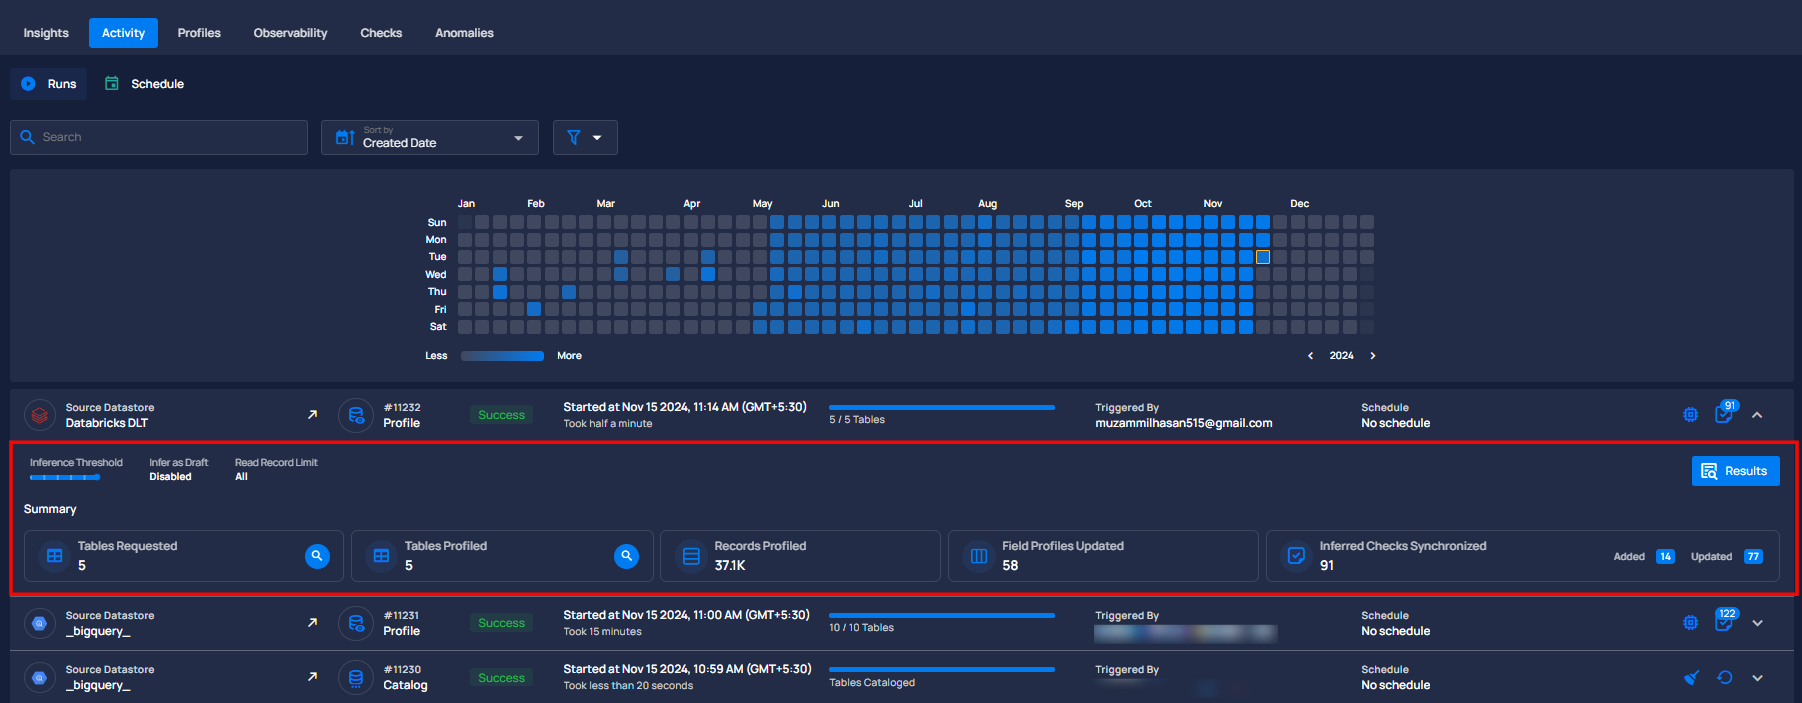 Insights Activity Profiles Observability Checks Anomalies
Runs Schedule
Search
Sort by
Created Date
Jan Feb Mar Apr May Jun Jul Aug Sep Oct Nov Dec
Sun
Mon
Tue
Wed
Thu
Fri
Sat
Less More 2024
Source Datastore
Databricks DLT
#11232
Profile
Success
Started at Nov 15 2024, 11:14 AM (GMT+5:30)
Took half a minute
5 / 5 Tables
Triggered By
muzammilhasan515@gmail.com
Schedule
No schedule
91
Inference Threshold
Infer as Draft
Disabled
Read Record Limit
All
Results
Summary
Tables Requested
5
Tables Profiled
5
Records Profiled
37.1K
Field Profiles Updated
58
Inferred Checks Synchronized
91
Added 14 Updated 77
Source Datastore
_bigquery_
#11231
Profile
Success
Started at Nov 15 2024, 11:00 AM (GMT+5:30)
Took 15 minutes
10 / 10 Tables
Triggered By
Schedule
No schedule
122
Source Datastore
_bigquery_
#11230
Catalog
Success
Started at Nov 15 2024, 10:59 AM (GMT+5:30)
Took less than 20 seconds
Tables Cataloged
Triggered By
Schedule
No schedule